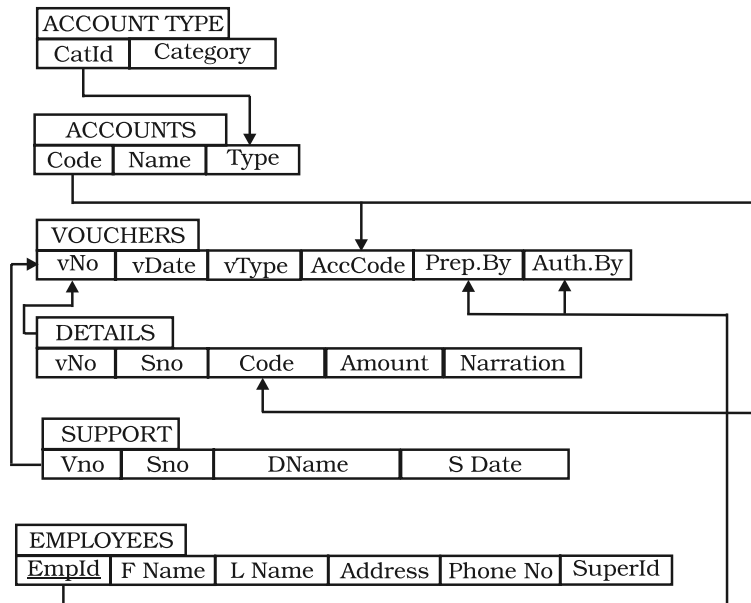 ACCOUNT TYPE
CatId Category
ACCOUNTS
Code Name Type
VOUCHERS
vNo vDate vType AccCode Prep.By Auth.By
DETAILS
vNo Sno Code Amount Narration
SUPPORT
Vno Sno DName S Date
EMPLOYEES
EmpId F Name L Name Address Phone No SuperId